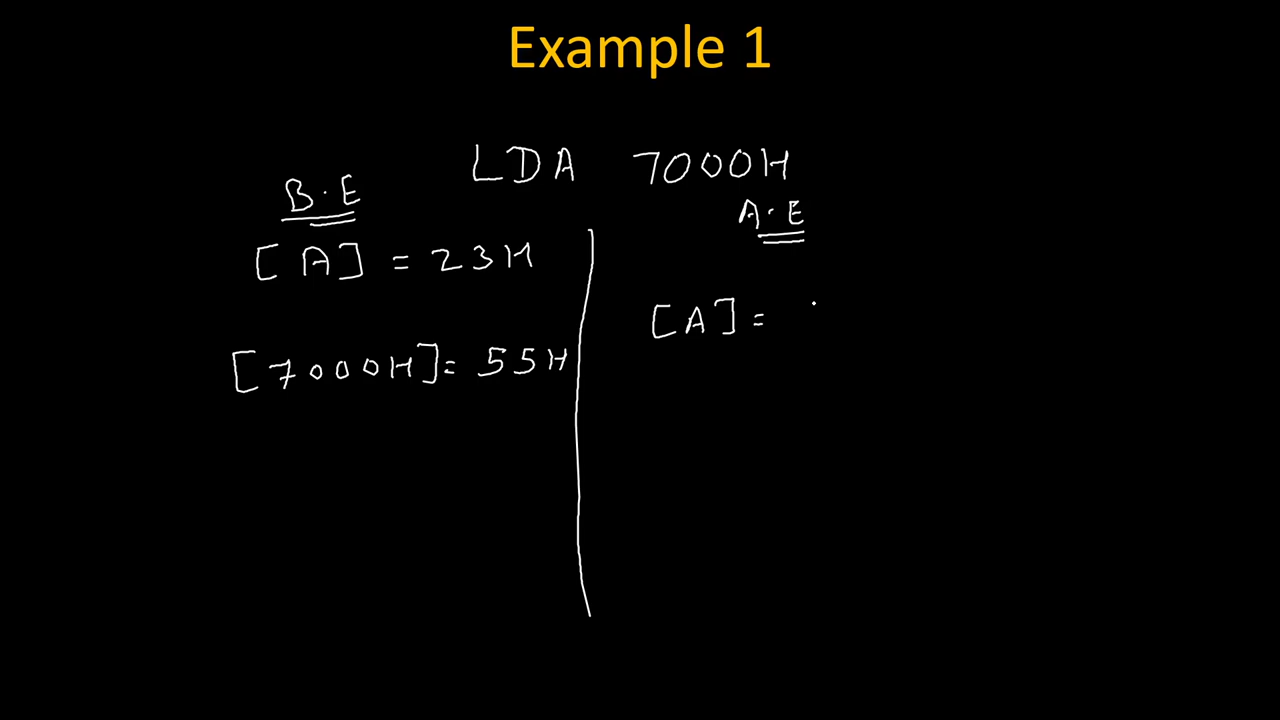 Example 1
LDA 7000H
B.E
A.E
[A] = 23H
[A] =
[7000H] = 55H